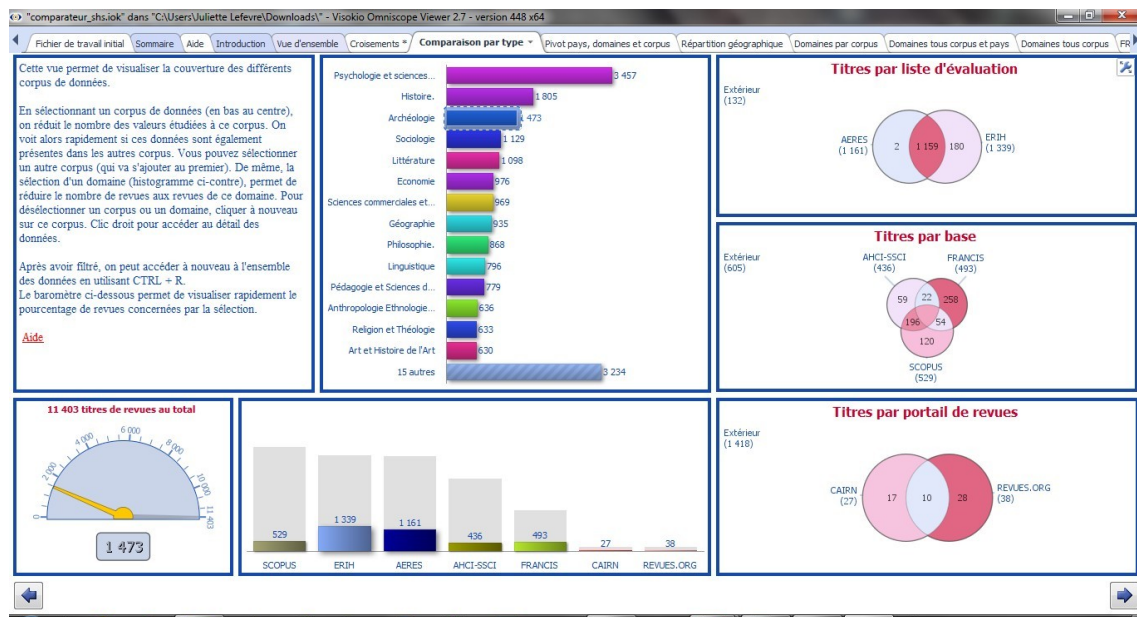 "comparateur_shs.iok" dans "C:\Users\Juliette Lefevre\Downloads\" - Visokio Omniscope Viewer 2.7 - version 448 x64
Fichier de travail initial
Sommaire
Aide
Introduction
Vue d'ensemble
Croisements *
Comparaison par type
Pivot pays, domaines et corpus
Répartition géographique
Domaines par corpus
Domaines tous corpus et pays
Domaines tous corpus
FR
Cette vue permet de visualiser la couverture des différents
corpus de données.
En sélectionnant un corpus de données (en bas au centre),
on réduit le nombre des valeurs étudiées à ce corpus. On
voit alors rapidement si ces données sont également
présentes dans les autres corpus. Vous pouvez sélectionner
un autre corpus (qui va s'ajouter au premier). De même, la
sélection d'un domaine (histogramme ci-contre), permet de
réduire le nombre de revues aux revues de ce domaine. Pour
désélectionner un corpus ou un domaine, cliquer à nouveau
sur ce corpus. Clic droit pour accéder au détail des
données.
Après avoir filtré, on peut accéder à nouveau à l'ensemble
des données en utilisant CTRL + R.
Le baromètre ci-dessous permet de visualiser rapidement le
pourcentage de revues concernées par la sélection.
Aide
Psychologie et sciences... 3 457
Histoire. 1 805
Archéologie 1 473
Sociologie 1 129
Littérature 1 098
Economie 976
Sciences commerciales et... 969
Géographie 935
Philosophie. 868
Linguistique 796
Pédagogie et Sciences d... 779
Anthropologie Ethnologie... 636
Religion et Théologie 633
Art et Histoire de l'Art 630
15 autres 3 234
Titres par liste d'évaluation
Extérieur
(132)
AERES
(1 161)
2
1 159
180
ERIH
(1 339)
Titres par base
Extérieur
(605)
AHCI-SSCI
(436)
FRANCIS
(493)
59
22
258
196
54
120
SCOPUS
(529)
11 403 titres de revues au total
0
2 000
4 000
6 000
8 000
10 000
11 403
1 473
529
1 339
1 161
436
493
27
38
SCOPUS
ERIH
AERES
AHCI-SSCI
FRANCIS
CAIRN
REVUES.ORG
Titres par portail de revues
Extérieur
(1 418)
CAIRN
(27)
17
10
28
REVUES.ORG
(38)